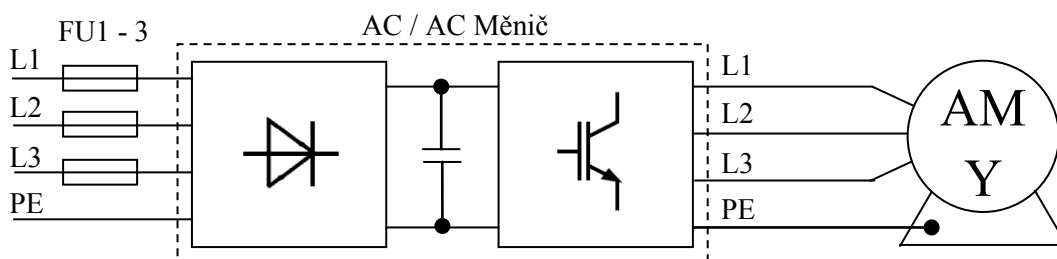 AC / AC Měnič
FU1 - 3
L1
L2
L3
PE
L1
L2
L3
PE
AM
Y